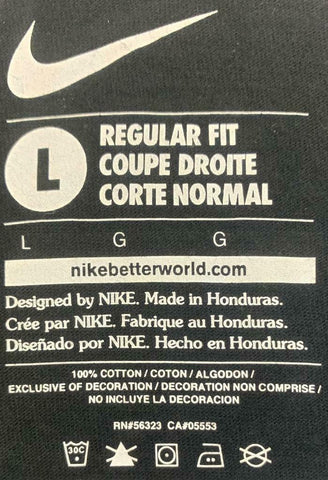 L
REGULAR FIT
COUPE DROITE
CORTE NORMAL
L G G
nikebetterworld.com
Designed by NIKE. Made in Honduras.
Crée par NIKE. Fabrique au Honduras.
Diseñado por NIKE. Hecho en Honduras.
100% COTTON / COTON / ALGODON /
EXCLUSIVE OF DECORATION / DECORATION NON COMPRISE /
NO INCLUYE LA DECORACION
RN#56323 CA#05553
30C